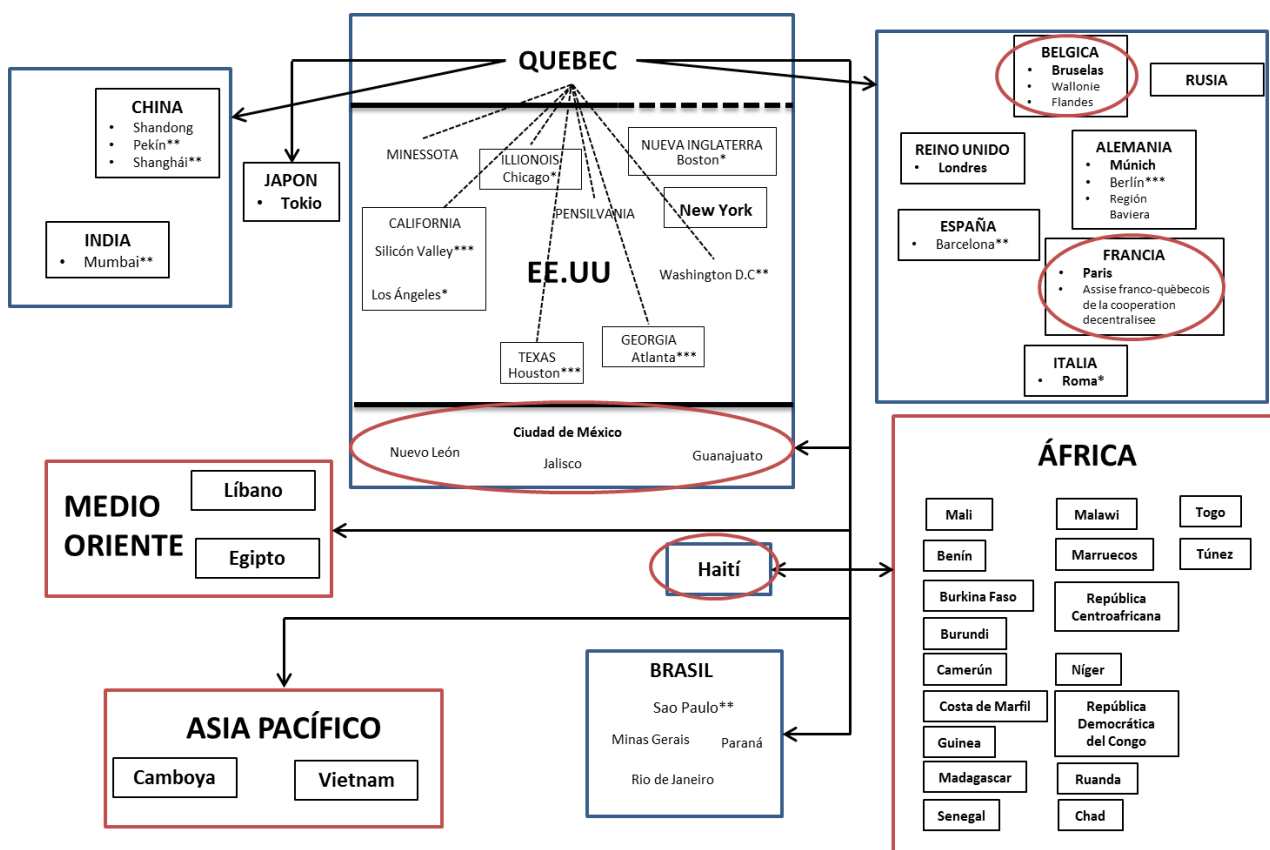 QUEBEC
CHINA
• Shandong
• Pekín**
• Shanghái**
INDIA
• Mumbai**
JAPON
• Tokio
MINESSOTA
ILLIONOIS
Chicago*
NUEVA INGLATERRA
Boston*
CALIFORNIA
Silicón Valley***
Los Ángeles*
PENSILVANIA
New York
EE.UU
Washington D.C**
TEXAS
Houston***
GEORGIA
Atlanta***
Ciudad de México
Nuevo León
Jalisco
Guanajuato
BELGICA
• Bruselas
• Wallonie
• Flandes
RUSIA
REINO UNIDO
• Londres
ALEMANIA
• Múnich
• Berlín***
• Región
Baviera
ESPAÑA
• Barcelona**
FRANCIA
• Paris
• Assise franco-quèbecois
de la cooperation
decentralisee
ITALIA
• Roma*
MEDIO
ORIENTE
Líbano
Egipto
Haití
ÁFRICA
Mali
Malawi
Togo
Benín
Marruecos
Túnez
Burkina Faso
República
Centroafricana
Burundi
Camerún
Níger
Costa de Marfil
República
Democrática
del Congo
Guinea
Madagascar
Ruanda
Senegal
Chad
ASIA PACÍFICO
Camboya
Vietnam
BRASIL
Sao Paulo**
Minas Gerais
Paraná
Rio de Janeiro